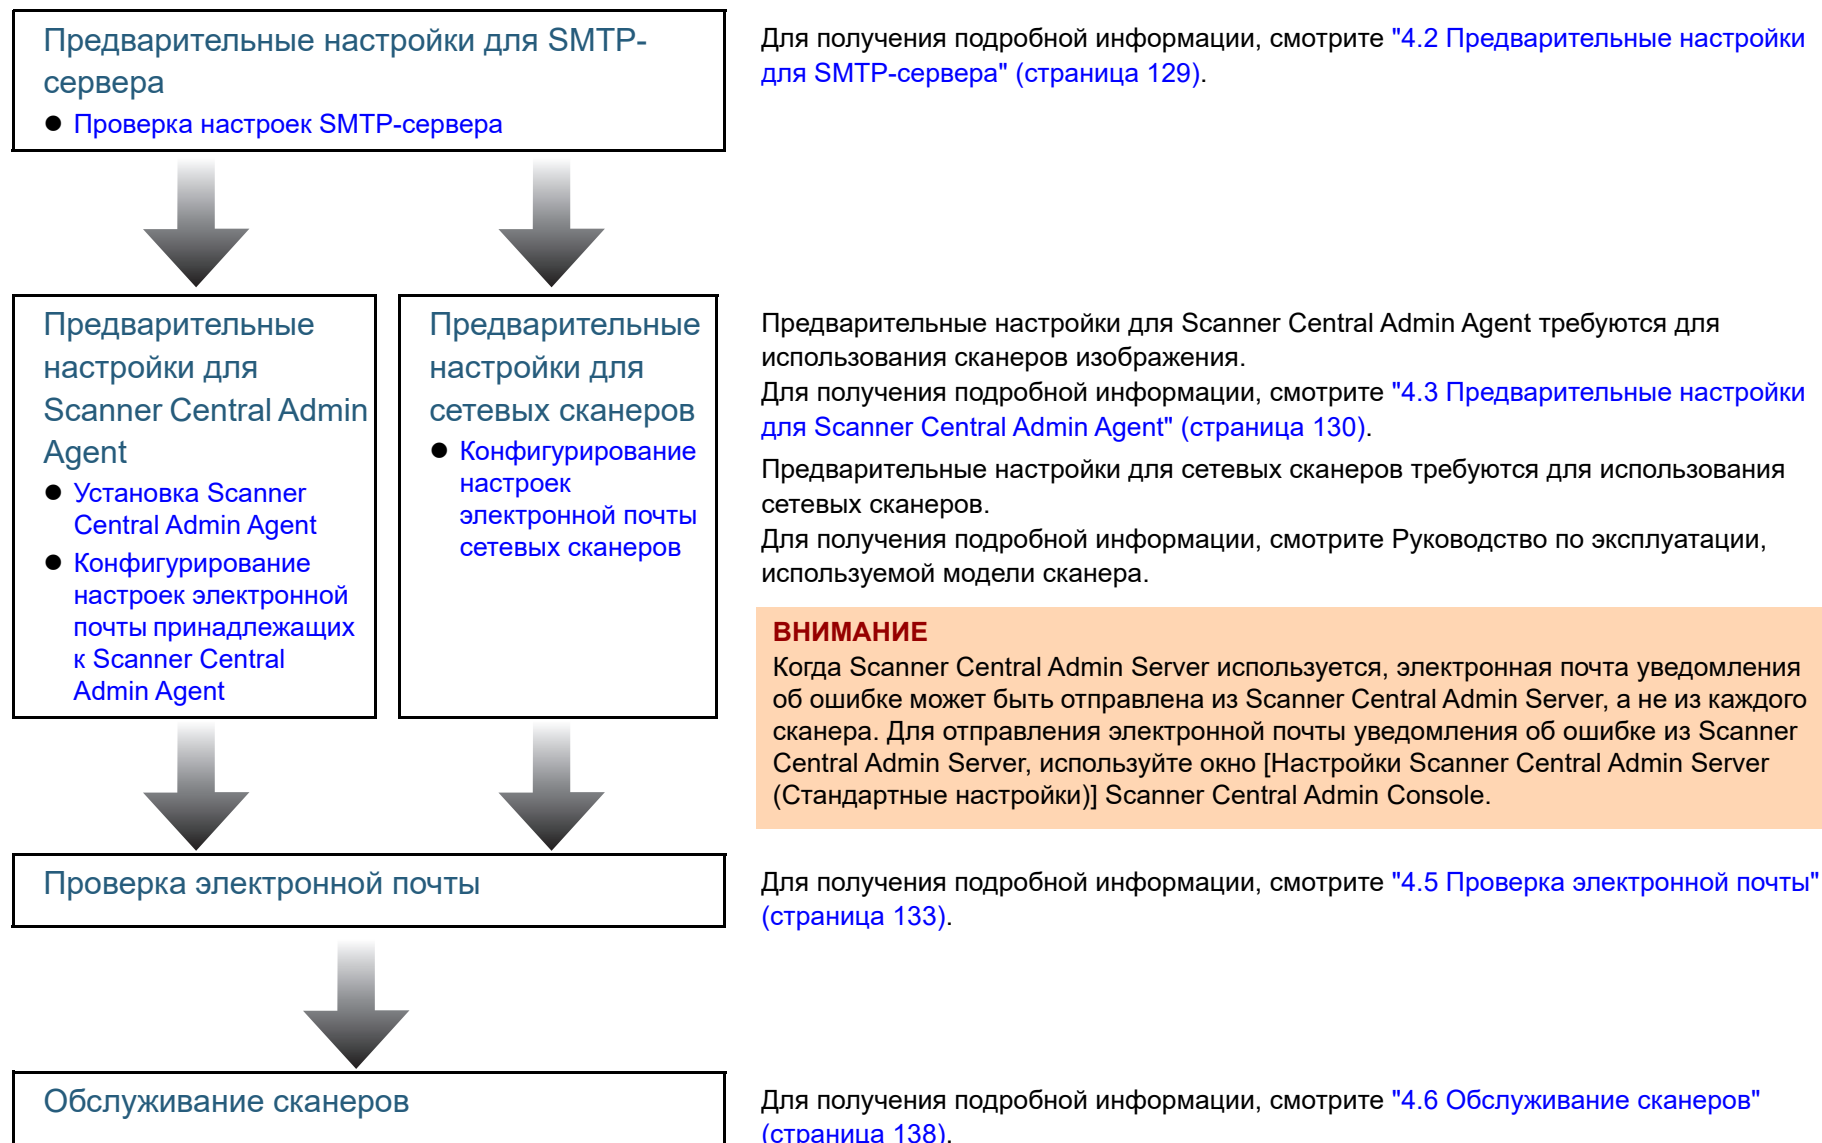 Предварительные настройки для SMTP-
сервера
● Проверка настроек SMTP-сервера
Для получения подробной информации, смотрите "4.2 Предварительные настройки
для SMTP-сервера" (страница 129).
Предварительные
настройки для
Scanner Central Admin
Agent
● Установка Scanner
Central Admin Agent
● Конфигурирование
настроек электронной
почты принадлежащих
к Scanner Central
Admin Agent
Предварительные
настройки для
сетевых сканеров
● Конфигурирование
настроек
электронной почты
сетевых сканеров
Предварительные настройки для Scanner Central Admin Agent требуются для
использования сканеров изображения.
Для получения подробной информации, смотрите "4.3 Предварительные настройки
для Scanner Central Admin Agent" (страница 130).
Предварительные настройки для сетевых сканеров требуются для использования
сетевых сканеров.
Для получения подробной информации, смотрите Руководство по эксплуатации,
используемой модели сканера.
ВНИМАНИЕ
Когда Scanner Central Admin Server используется, электронная почта уведомления
об ошибке может быть отправлена из Scanner Central Admin Server, а не из каждого
сканера. Для отправления электронной почты уведомления об ошибке из Scanner
Central Admin Server, используйте окно [Настройки Scanner Central Admin Server
(Стандартные настройки)] Scanner Central Admin Console.
Проверка электронной почты
Для получения подробной информации, смотрите "4.5 Проверка электронной почты"
(страница 133).
Обслуживание сканеров
Для получения подробной информации, смотрите "4.6 Обслуживание сканеров"
(страница 138).